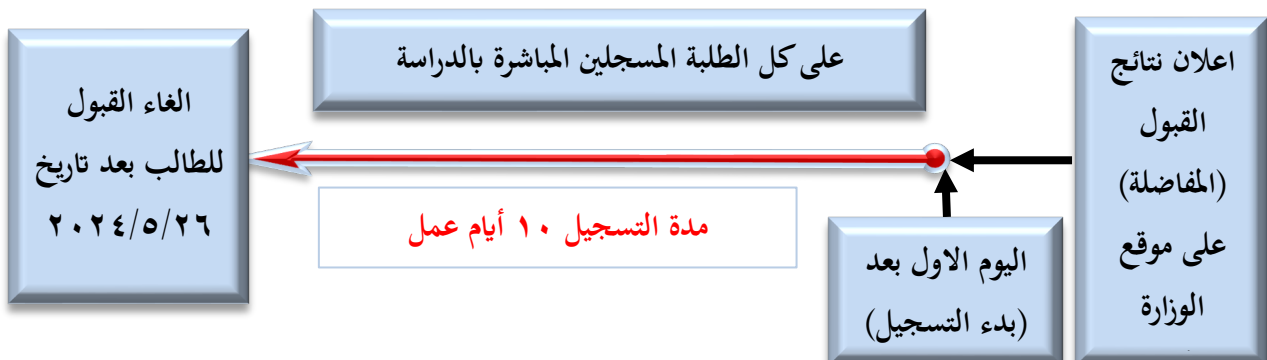 اعلان نتائج
القبول
(المفاضلة)
على موقع
الوزارة
على كل الطلبة المسجلين المباشرة بالدراسة
الغاء القبول
للطالب بعد تاريخ
٢٠٢٤/٥/٢٦
مدة التسجيل ١٠ أيام عمل
اليوم الاول بعد
(بدء التسجيل)